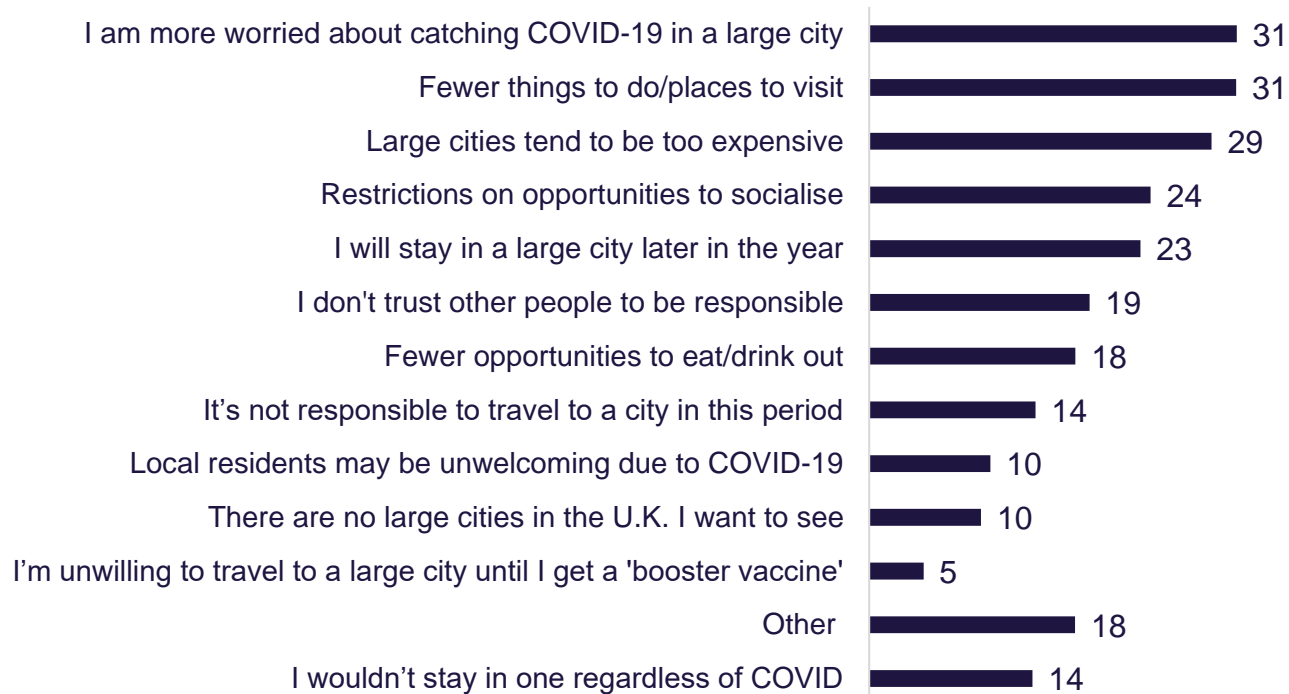 I am more worried about catching COVID-19 in a large city 31
Fewer things to do/places to visit 31
Large cities tend to be too expensive 29
Restrictions on opportunities to socialise 24
I will stay in a large city later in the year 23
I don't trust other people to be responsible 19
Fewer opportunities to eat/drink out 18
It’s not responsible to travel to a city in this period 14
Local residents may be unwelcoming due to COVID-19 10
There are no large cities in the U.K. I want to see 10
I’m unwilling to travel to a large city until I get a 'booster vaccine' 5
Other 18
I wouldn’t stay in one regardless of COVID 14